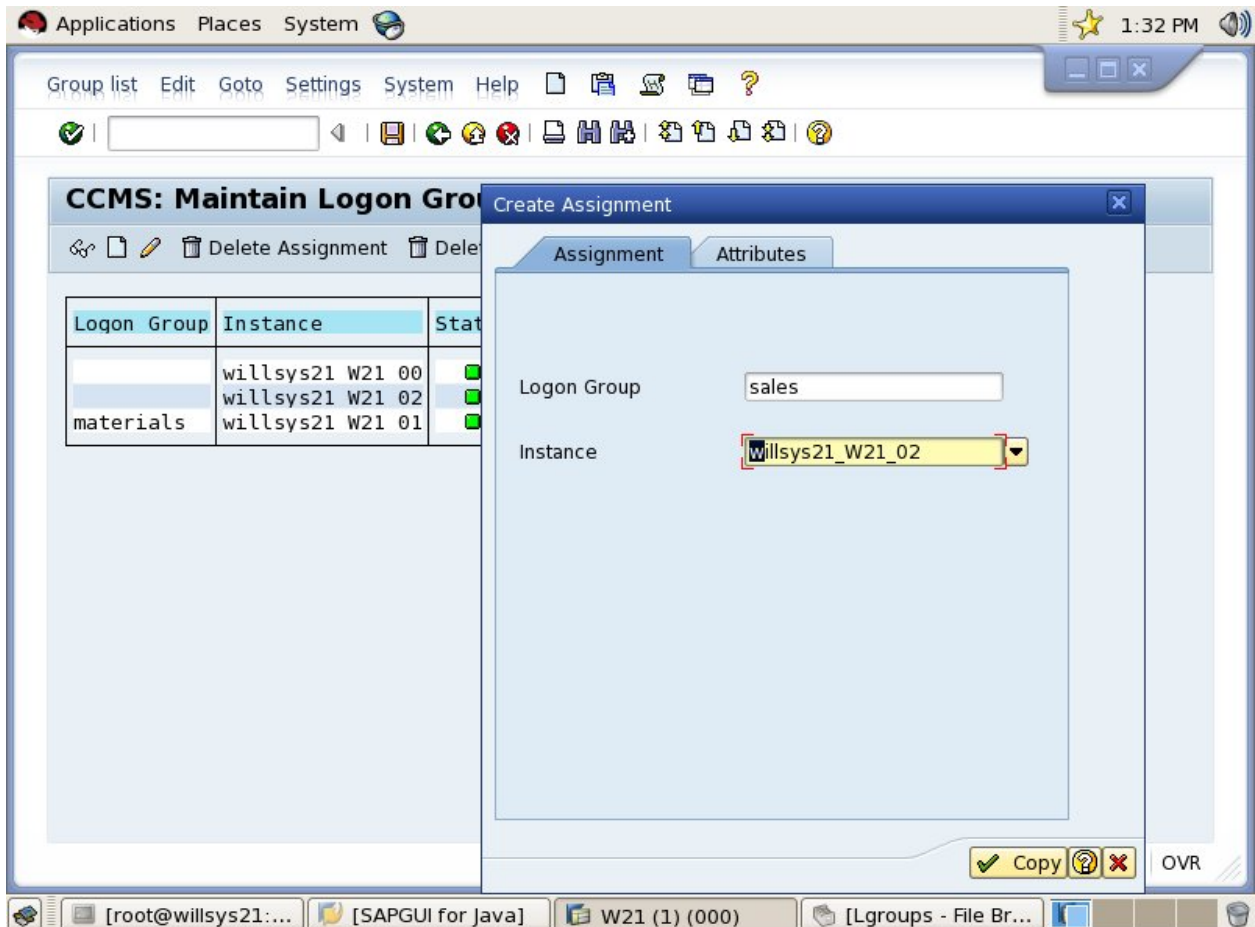 Applications Places System 1:32 PM
Group list Edit Goto Settings System Help
CCMS: Maintain Logon Grou
Delete Assignment Dele
Create Assignment
Assignment Attributes
Logon Group Instance Stat
willsys21 W21 00
willsys21 W21 02
materials willsys21 W21 01
Logon Group sales
Instance willsys21_W21_02
Copy
OVR
[root@willsys21:... [SAPGUI for Java] W21 (1) (000) [Lgroups - File Br...